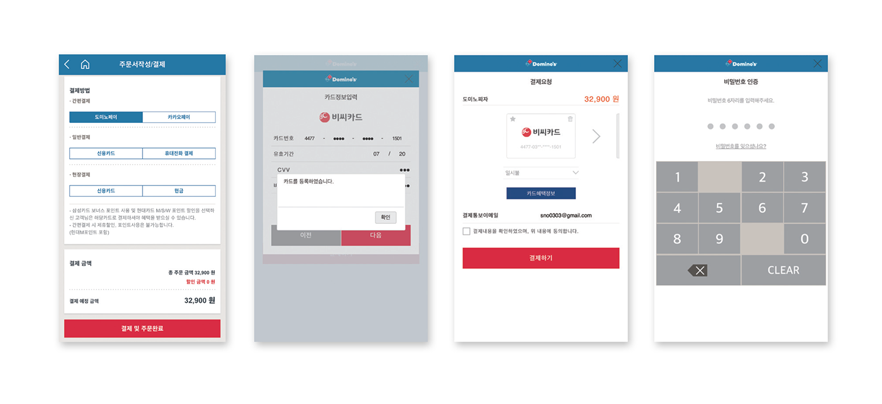 주문서작성/결제
결제방법
- 간편결제
도미노페이
카카오페이
- 일반결제
신용카드
휴대전화 결제
- 현장결제
신용카드
현금
- 삼성카드 보너스 포인트 사용 및 현대카드 M/S/W 포인트 할인을 선택하
신 고객님은 해당카드로 결제하셔야 혜택을 받으실 수 있습니다.
- 간편결제 시 제휴할인, 포인트사용은 불가능합니다.
(현대M포인트 포함)
결제 금액
총 주문 금액 32,900 원
할인 금액 0 원
결제 예정 금액
32,900 원
결제 및 주문완료
Domino's
카드정보입력
비씨카드
카드번호 4477 - •••• - •••• - 1501
유효기간 07 / 20
CVV •••
카드를 등록하였습니다.
확인
이전
다음
Domino's
결제요청
도미노피자
32,900 원
비씨카드
4477-09**-****-1501
일시불
카드혜택정보
결제통보이메일 sno0303@gmail.com
결제내용을 확인하였으며, 위 내용에 동의합니다.
결제하기
Domino's
비밀번호 인증
비밀번호 6자리를 입력해주세요.
비밀번호를 잊으셨나요?
1 2 3
4 5 6 7
8 9 0
CLEAR